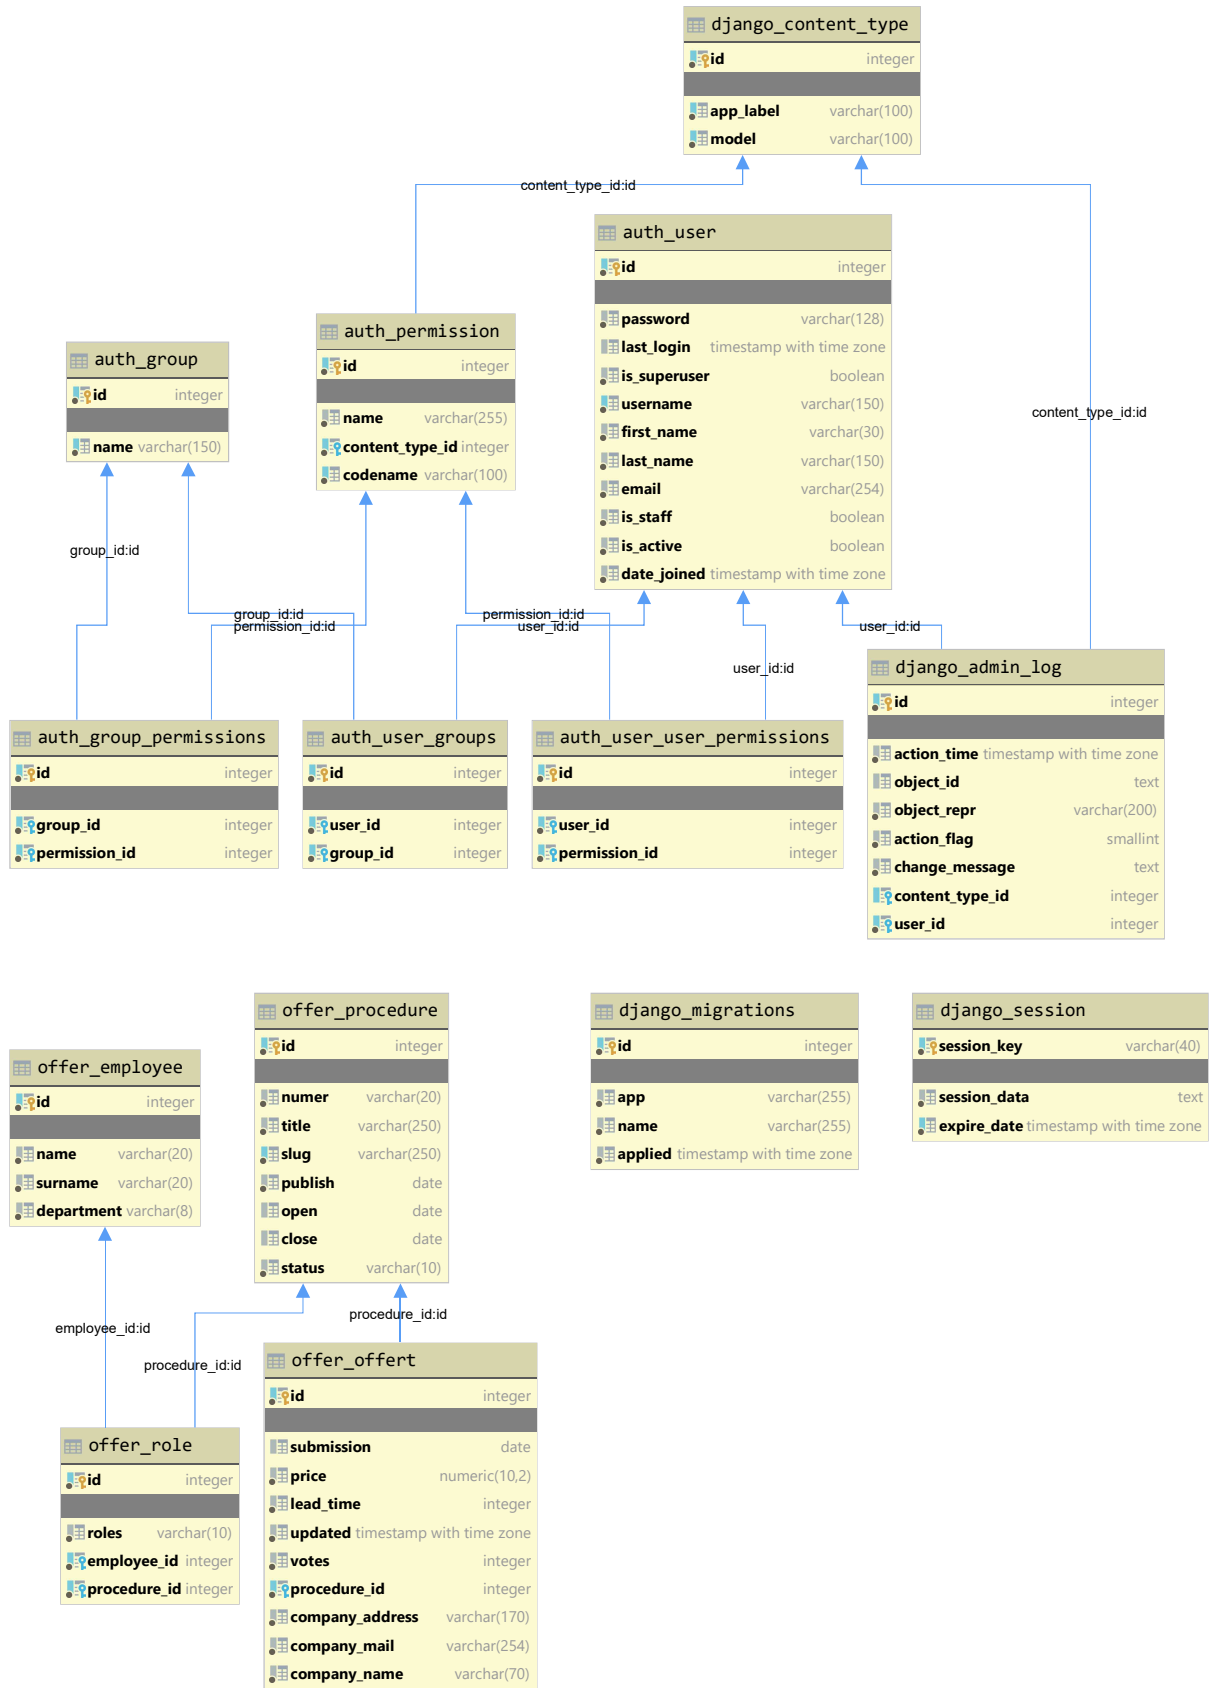 django_content_type
id integer
app_label varchar(100)
model varchar(100)
content_type_id:id
content_type_id:id
auth_user
id integer
password varchar(128)
last_login timestamp with time zone
is_superuser boolean
username varchar(150)
first_name varchar(30)
last_name varchar(150)
email varchar(254)
is_staff boolean
is_active boolean
date_joined timestamp with time zone
auth_permission
id integer
name varchar(255)
content_type_id integer
codename varchar(100)
auth_group
id integer
name varchar(150)
group_id:id
group_id:id
permission_id:id
permission_id:id
user_id:id
user_id:id
user_id:id
django_admin_log
id integer
action_time timestamp with time zone
object_id text
object_repr varchar(200)
action_flag smallint
change_message text
content_type_id integer
user_id integer
auth_group_permissions
id integer
group_id integer
permission_id integer
auth_user_groups
id integer
user_id integer
group_id integer
auth_user_user_permissions
id integer
user_id integer
permission_id integer
offer_procedure
id integer
numer varchar(20)
title varchar(250)
slug varchar(250)
publish date
open date
close date
status varchar(10)
django_migrations
id integer
app varchar(255)
name varchar(255)
applied timestamp with time zone
django_session
session_key varchar(40)
session_data text
expire_date timestamp with time zone
offer_employee
id integer
name varchar(20)
surname varchar(20)
department varchar(8)
employee_id:id
procedure_id:id
procedure_id:id
offer_offert
id integer
submission date
price numeric(10,2)
lead_time integer
updated timestamp with time zone
votes integer
procedure_id integer
company_address varchar(170)
company_mail varchar(254)
company_name varchar(70)
offer_role
id integer
roles varchar(10)
employee_id integer
procedure_id integer